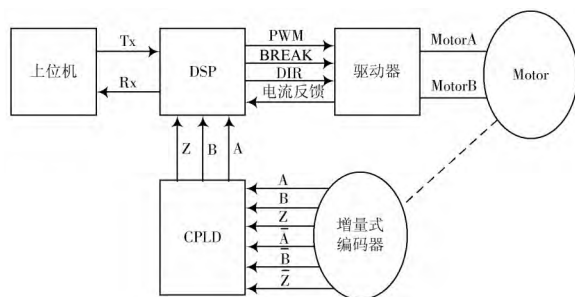 上位机
Tx
Rx
DSP
PWM
BREAK
DIR
电流反馈
驱动器
MotorA
MotorB
Motor
Z
B
A
CPLD
A
B
Z
A̅
B̅
Z̅
增量式
编码器